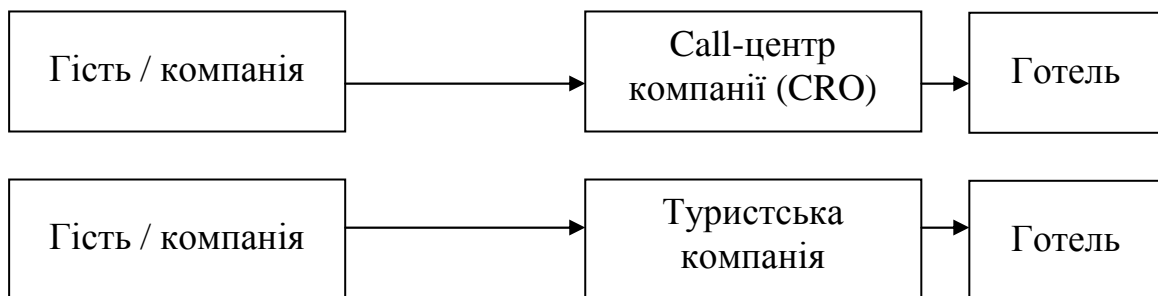 Гість / компанія
Call-центр
компанії (CRO)
Готель
Гість / компанія
Туристська
компанія
Готель